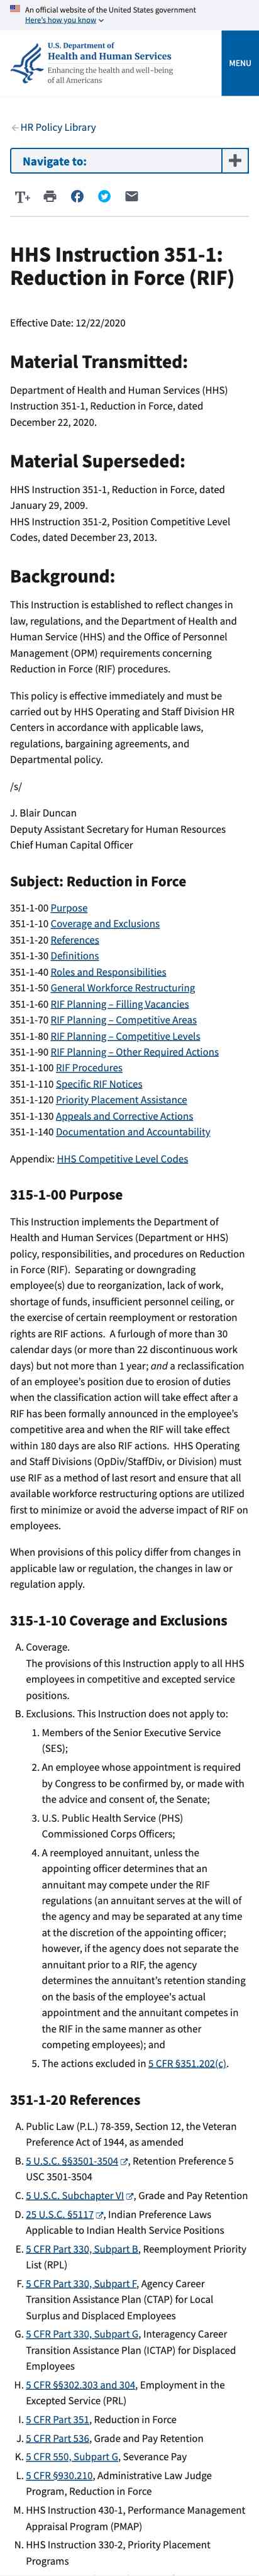 An official website of the United States government
Here's how you know
U.S. Department of
Health and Human Services
Enhancing the health and well-being
of all Americans
MENU
HR Policy Library
Navigate to:
T+
HHS Instruction 351-1:
Reduction in Force (RIF)
Effective Date: 12/22/2020
Material Transmitted:
Department of Health and Human Services (HHS)
Instruction 351-1, Reduction in Force, dated
December 22, 2020.
Material Superseded:
HHS Instruction 351-1, Reduction in Force, dated
January 29, 2009.
HHS Instruction 351-2, Position Competitive Level
Codes, dated December 23, 2013.
Background:
This Instruction is established to reflect changes in
law, regulations, and the Department of Health and
Human Service (HHS) and the Office of Personnel
Management (OPM) requirements concerning
Reduction in Force (RIF) procedures.
This policy is effective immediately and must be
carried out by HHS Operating and Staff Division HR
Centers in accordance with applicable laws,
regulations, bargaining agreements, and
Departmental policy.
/s/
J. Blair Duncan
Deputy Assistant Secretary for Human Resources
Chief Human Capital Officer
Subject: Reduction in Force
351-1-00 Purpose
351-1-10 Coverage and Exclusions
351-1-20 References
351-1-30 Definitions
351-1-40 Roles and Responsibilities
351-1-50 General Workforce Restructuring
351-1-60 RIF Planning – Filling Vacancies
351-1-70 RIF Planning – Competitive Areas
351-1-80 RIF Planning – Competitive Levels
351-1-90 RIF Planning – Other Required Actions
351-1-100 RIF Procedures
351-1-110 Specific RIF Notices
351-1-120 Priority Placement Assistance
351-1-130 Appeals and Corrective Actions
351-1-140 Documentation and Accountability
Appendix: HHS Competitive Level Codes
315-1-00 Purpose
This Instruction implements the Department of
Health and Human Services (Department or HHS)
policy, responsibilities, and procedures on Reduction
in Force (RIF). Separating or downgrading
employee(s) due to reorganization, lack of work,
shortage of funds, insufficient personnel ceiling, or
the exercise of certain reemployment or restoration
rights are RIF actions. A furlough of more than 30
calendar days (or more than 22 discontinuous work
days) but not more than 1 year; and a reclassification
of an employee's position due to erosion of duties
when the classification action will take effect after a
RIF has been formally announced in the employee's
competitive area and when the RIF will take effect
within 180 days are also RIF actions. HHS Operating
and Staff Divisions (OpDiv/StaffDiv, or Division) must
use RIF as a method of last resort and ensure that all
available workforce restructuring options are utilized
first to minimize or avoid the adverse impact of RIF on
employees.
When provisions of this policy differ from changes in
applicable law or regulation, the changes in law or
regulation apply.
315-1-10 Coverage and Exclusions
A. Coverage.
The provisions of this Instruction apply to all HHS
employees in competitive and excepted service
positions.
B. Exclusions. This Instruction does not apply to:
1. Members of the Senior Executive Service
(SES);
2. An employee whose appointment is required
by Congress to be confirmed by, or made with
the advice and consent of, the Senate;
3. U.S. Public Health Service (PHS)
Commissioned Corps Officers;
4. A reemployed annuitant, unless the
appointing officer determines that an
annuitant may compete under the RIF
regulations (an annuitant serves at the will of
the agency and may be separated at any time
at the discretion of the appointing officer;
however, if the agency does not separate the
annuitant prior to a RIF, the agency
determines the annuitant's retention standing
on the basis of the employee's actual
appointment and the annuitant competes in
the RIF in the same manner as other
competing employees); and
5. The actions excluded in 5 CFR §351.202(c).
351-1-20 References
A. Public Law (P.L.) 78-359, Section 12, the Veteran
Preference Act of 1944, as amended
B. 5 U.S.C. §§3501-3504, Retention Preference 5
USC 3501-3504
C. 5 U.S.C. Subchapter VI, Grade and Pay Retention
D. 25 U.S.C. §5117, Indian Preference Laws
Applicable to Indian Health Service Positions
E. 5 CFR Part 330, Subpart B, Reemployment Priority
List (RPL)
F. 5 CFR Part 330, Subpart F, Agency Career
Transition Assistance Plan (CTAP) for Local
Surplus and Displaced Employees
G. 5 CFR Part 330, Subpart G, Interagency Career
Transition Assistance Plan (ICTAP) for Displaced
Employees
H. 5 CFR §§302.303 and 304, Employment in the
Excepted Service (PRL)
I. 5 CFR Part 351, Reduction in Force
J. 5 CFR Part 536, Grade and Pay Retention
K. 5 CFR 550, Subpart G, Severance Pay
L. 5 CFR §930.210, Administrative Law Judge
Program, Reduction in Force
M. HHS Instruction 430-1, Performance Management
Appraisal Program (PMAP)
N. HHS Instruction 330-2, Priority Placement
Programs